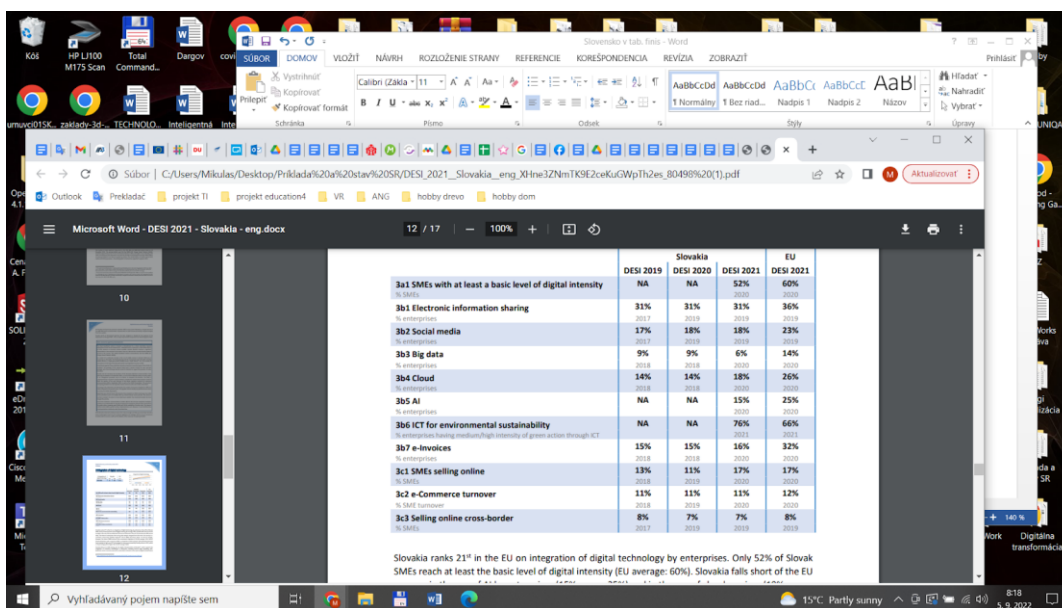 Slovensko v tab. finis - Word
Kôš
HP LJ100 M175 Scan
Total Command...
Dargov
covi
SÚBOR DOMOV VLOŽIŤ NÁVRH ROZLOŽENIE STRANY REFERENCIE KOREŠPONDENCIA REVÍZIA ZOBRAZIŤ Prihlásiť
Prilepiť
Vystrihnúť
Kopírovať
Kopírovať formát
Calibri (Zákla 11
AaBbCcDd AaBbCcDd AaBbCc AaBbCcE AaBl
1 Normálny 1 Bez riad... Nadpis 1 Nadpis 2 Názov
Hľadať
Nahradiť
Vybrať
Schránka Písmo Odsek Štýly Úpravy
umuvci01SK... zaklady-3d-... TECHNOLO... Inteligentná Inte
UNIQA
Súbor | C:/Users/Mikulas/Desktop/Príklada%20a%20stav%20SR/DESI_2021__Slovakia__eng_XHne3ZNmTK9E2ceKuGWpTh2es_80498%20(1).pdf
M Aktualizovať
Outlook Prekladač projekt TI projekt education4 VR ANG hobby drevo hobby dom
Microsoft Word - DESI 2021 - Slovakia - eng.docx 12 / 17 | − 100% +
10
11
12
Slovakia EU
DESI 2019 DESI 2020 DESI 2021 DESI 2021
3a1 SMEs with at least a basic level of digital intensity NA NA 52% 60%
% SMEs 2020 2020
3b1 Electronic information sharing 31% 31% 31% 36%
% enterprises 2017 2019 2019 2019
3b2 Social media 17% 18% 18% 23%
% enterprises 2017 2019 2019 2019
3b3 Big data 9% 9% 6% 14%
% enterprises 2018 2018 2020 2020
3b4 Cloud 14% 14% 18% 26%
% enterprises 2018 2018 2020 2020
3b5 AI NA NA 15% 25%
% enterprises 2020 2020
3b6 ICT for environmental sustainability NA NA 76% 66%
% enterprises having medium/high intensity of green action through ICT 2021 2021
3b7 e-Invoices 15% 15% 16% 32%
% enterprises 2018 2018 2020 2020
3c1 SMEs selling online 13% 11% 17% 17%
% SMEs 2018 2019 2020 2020
3c2 e-Commerce turnover 11% 11% 11% 12%
% SME turnover 2018 2019 2020 2020
3c3 Selling online cross-border 8% 7% 7% 8%
% SMEs 2017 2019 2019 2019
Slovakia ranks 21st in the EU on integration of digital technology by enterprises. Only 52% of Slovak
SMEs reach at least the basic level of digital intensity (EU average: 60%). Slovakia falls short of the EU
+ 140 %
Work
Digitálna transformácia
Vyhľadávaný pojem napíšte sem
15°C Partly sunny
8:18
5. 9. 2022